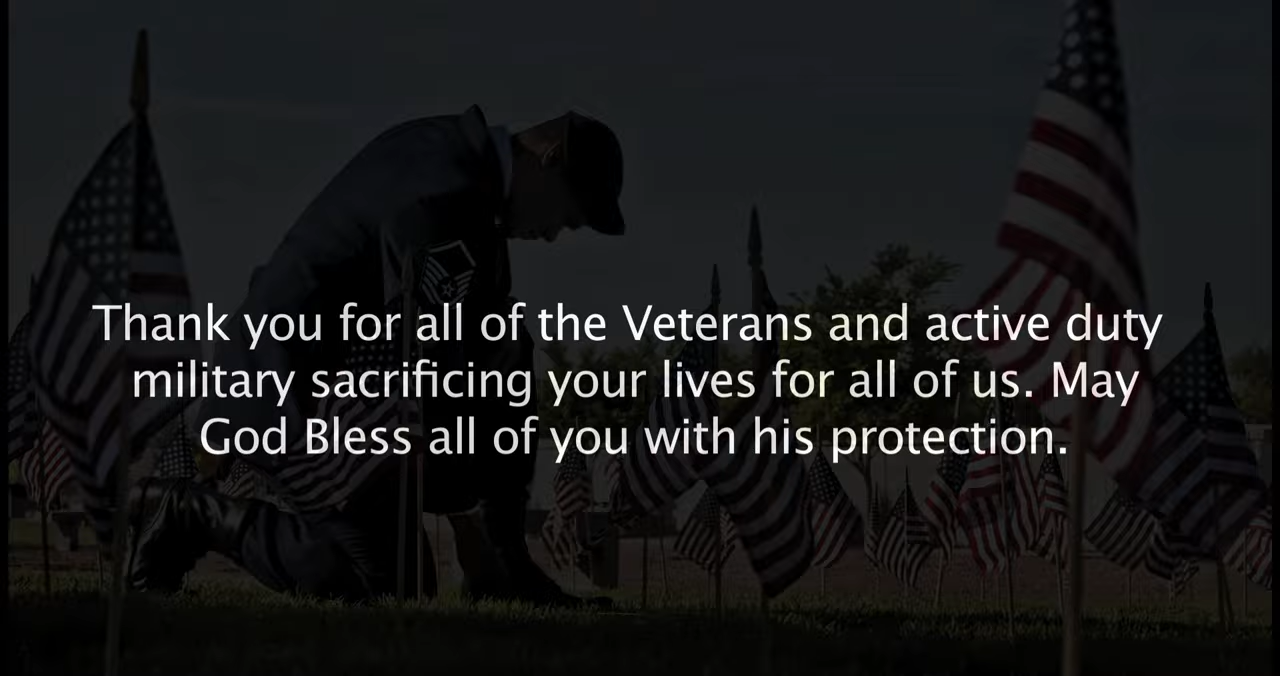 Thank you for all of the Veterans and active duty
military sacrificing your lives for all of us. May
God Bless all of you with his protection.